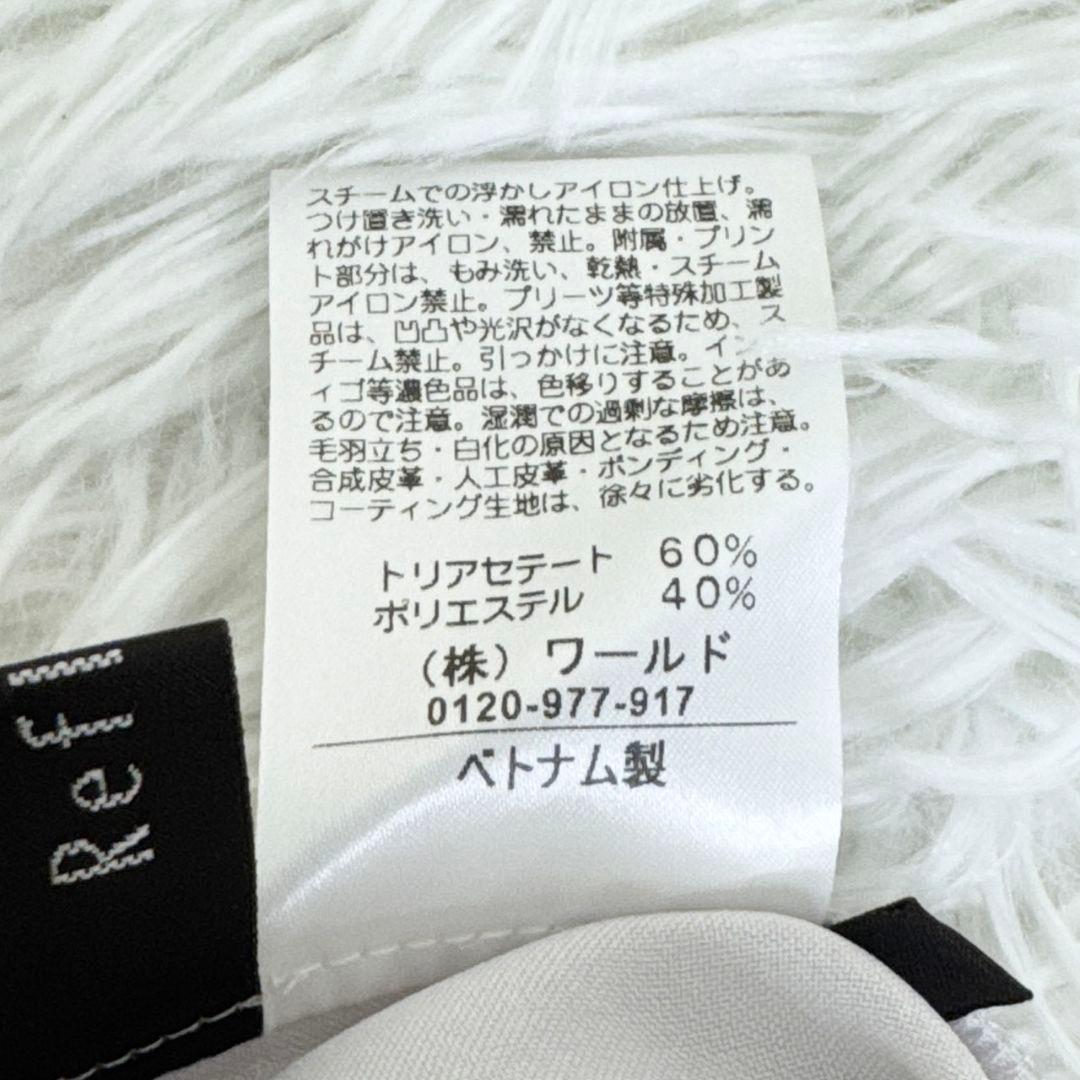 スチームでの浮かしアイロン仕上げ。
つけ置き洗い・濡れたままの放置、濡
れがけアイロン、禁止。附属・プリン
ト部分は、もみ洗い、乾熱・スチーム
アイロン禁止。プリーツ等特殊加工製
品は、凹凸や光沢がなくなるため、ス
チーム禁止。引っかけに注意。イン
ィゴ等濃色品は、色移りすることがあ
るので注意。湿潤での過剰な摩擦は、
毛羽立ち・白化の原因となるため注意。
合成皮革・人工皮革・ボンディング・
コーティング生地は、徐々に劣化する。
トリアセテート 60%
ポリエステル 40%
(株) ワールド
0120-977-917
ベトナム製
Ref